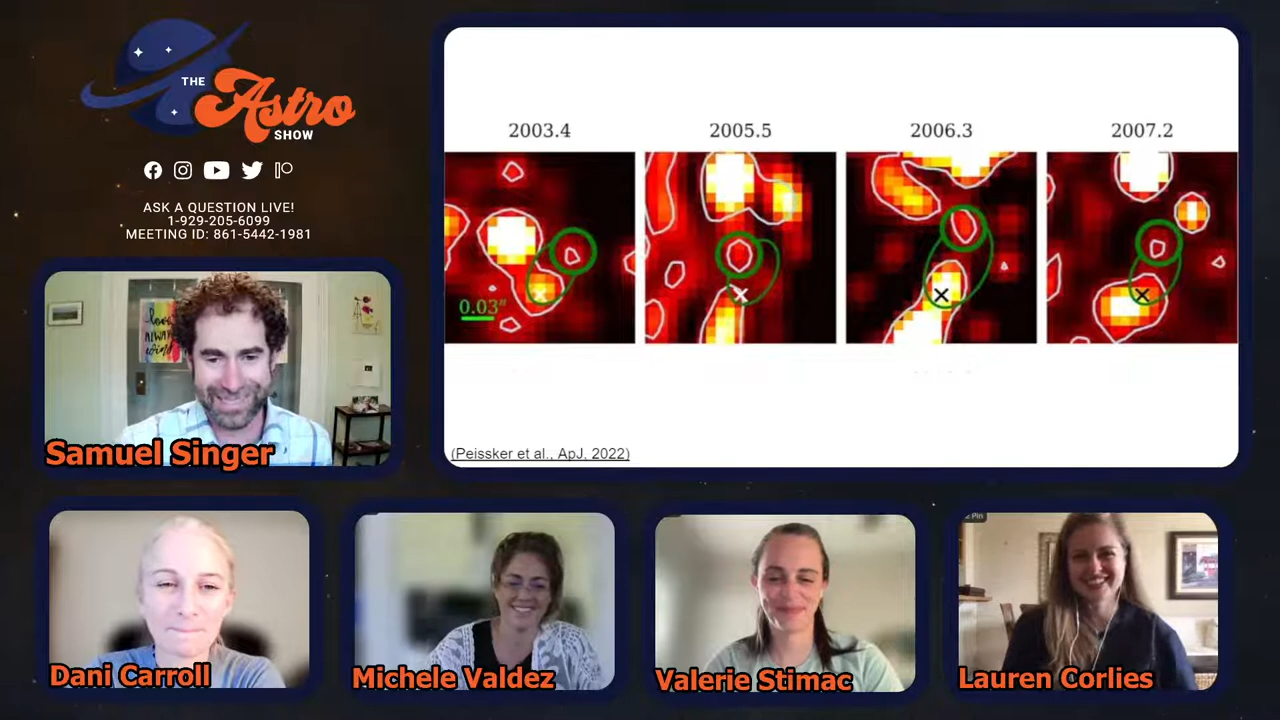 THE
Astro
SHOW
ASK A QUESTION LIVE!
1-929-205-6099
MEETING ID: 861-5442-1981
2003.4
2005.5
2006.3
2007.2
0.03"
(Peissker et al., ApJ, 2022)
Samuel Singer
Dani Carroll
Michele Valdez
Valerie Stimac
Pin
Lauren Corlies